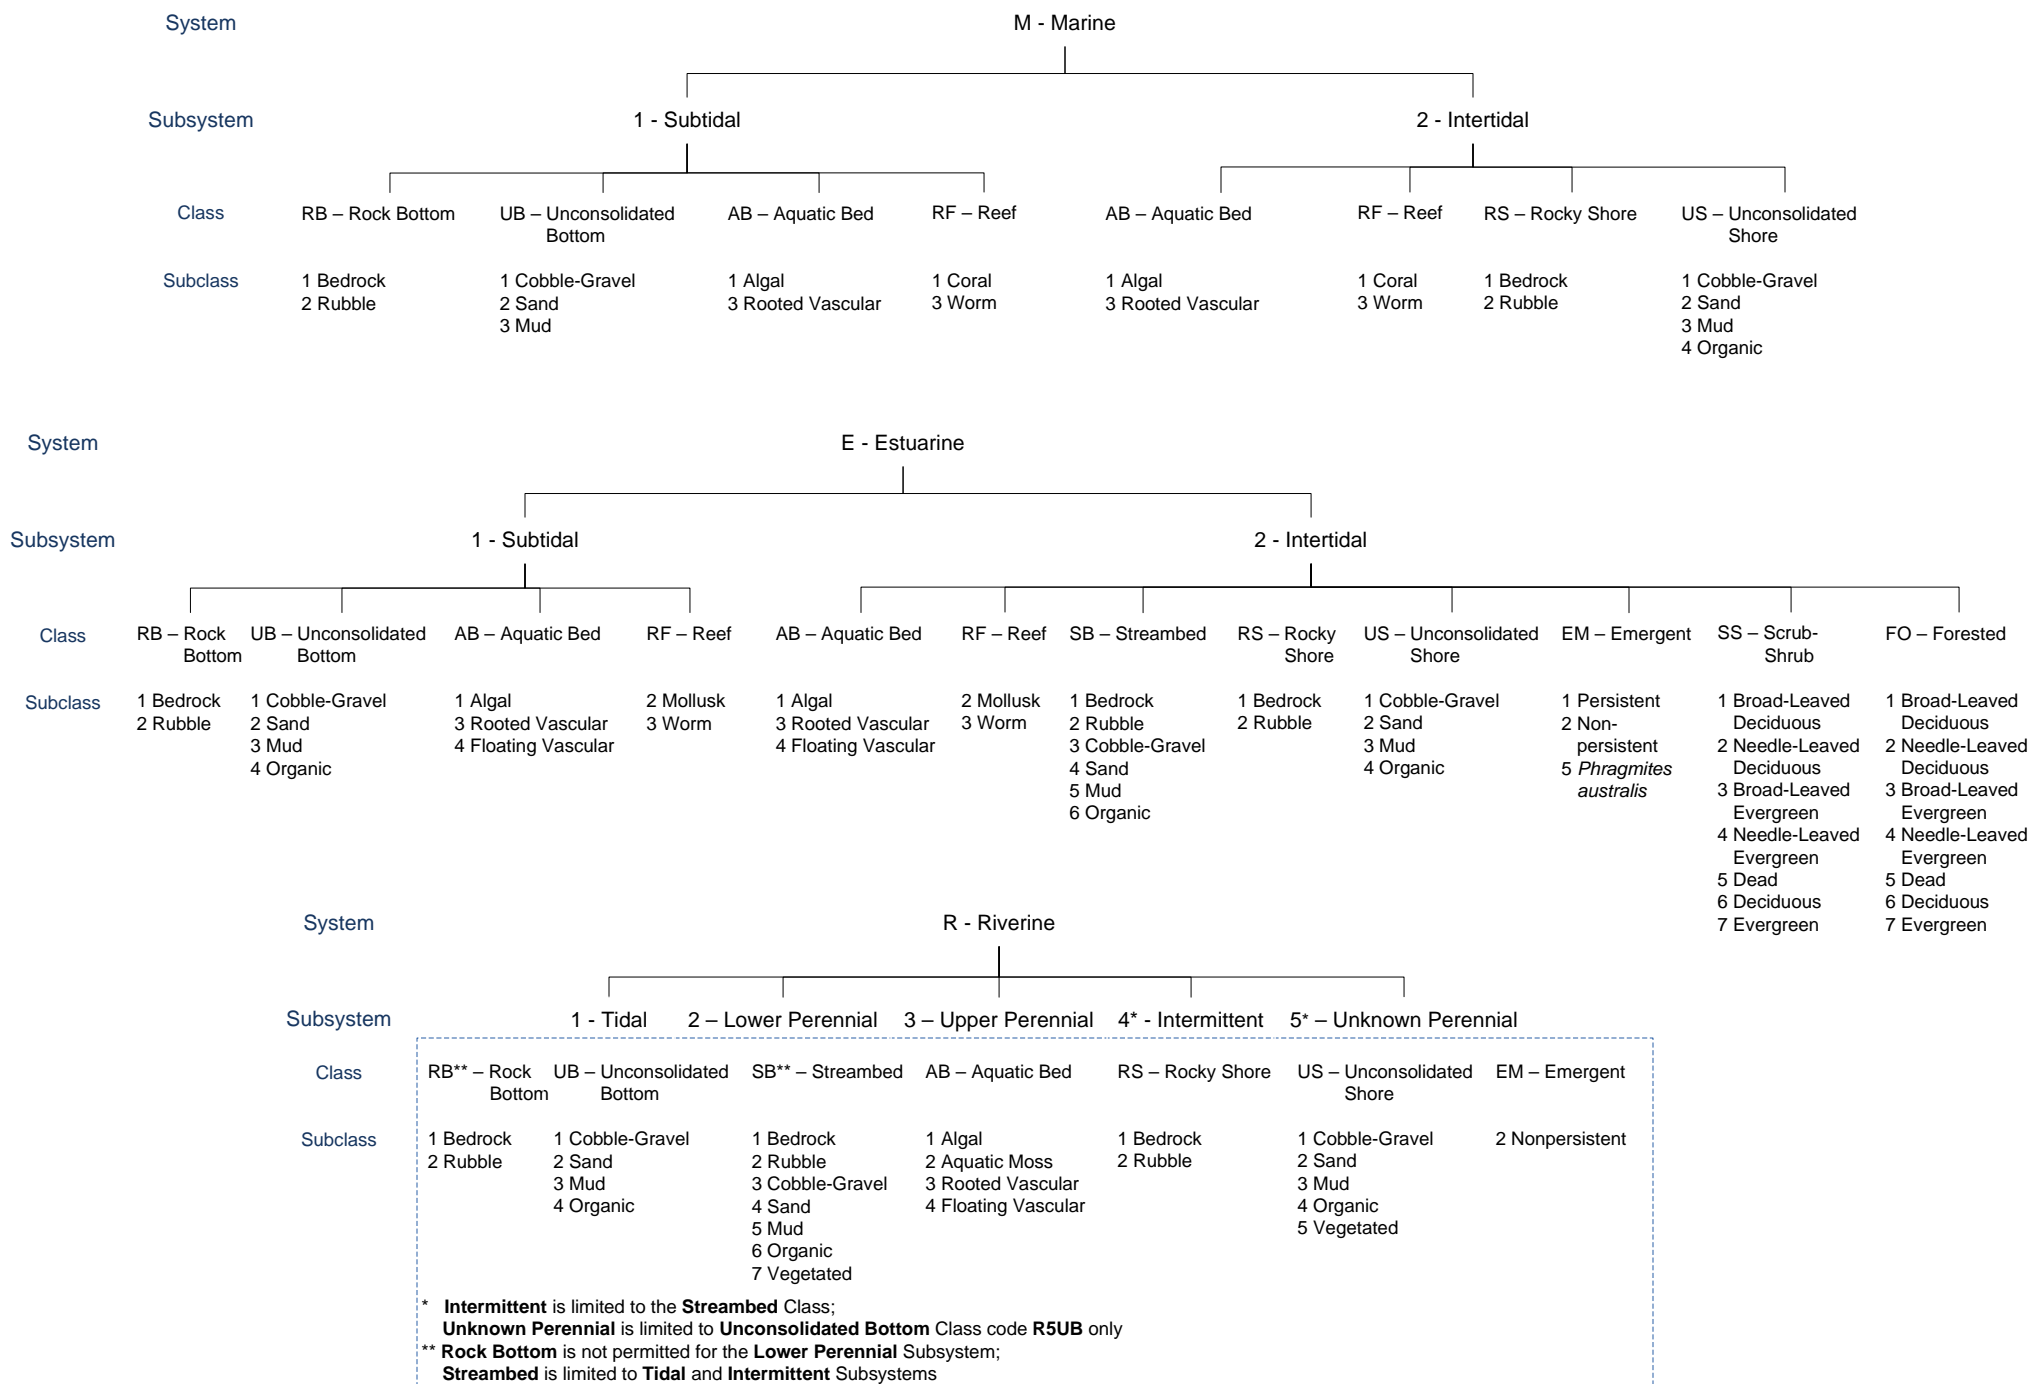 System
M - Marine
Subsystem
1 - Subtidal
2 - Intertidal
Class
RB – Rock Bottom
UB – Unconsolidated
Bottom
AB – Aquatic Bed
RF – Reef
AB – Aquatic Bed
RF – Reef
RS – Rocky Shore
US – Unconsolidated
Shore
Subclass
1 Bedrock
2 Rubble
1 Cobble-Gravel
2 Sand
3 Mud
1 Algal
3 Rooted Vascular
1 Coral
3 Worm
1 Algal
3 Rooted Vascular
1 Coral
3 Worm
1 Bedrock
2 Rubble
1 Cobble-Gravel
2 Sand
3 Mud
4 Organic
System
E - Estuarine
Subsystem
1 - Subtidal
2 - Intertidal
Class
RB – Rock
Bottom
UB – Unconsolidated
Bottom
AB – Aquatic Bed
RF – Reef
AB – Aquatic Bed
RF – Reef
SB – Streambed
RS – Rocky
Shore
US – Unconsolidated
Shore
EM – Emergent
SS – Scrub-
Shrub
FO – Forested
Subclass
1 Bedrock
2 Rubble
1 Cobble-Gravel
2 Sand
3 Mud
4 Organic
1 Algal
3 Rooted Vascular
4 Floating Vascular
2 Mollusk
3 Worm
1 Algal
3 Rooted Vascular
4 Floating Vascular
2 Mollusk
3 Worm
1 Bedrock
2 Rubble
3 Cobble-Gravel
4 Sand
5 Mud
6 Organic
1 Bedrock
2 Rubble
1 Cobble-Gravel
2 Sand
3 Mud
4 Organic
1 Persistent
2 Non-
persistent
5 Phragmites
australis
1 Broad-Leaved
Deciduous
2 Needle-Leaved
Deciduous
3 Broad-Leaved
Evergreen
4 Needle-Leaved
Evergreen
5 Dead
6 Deciduous
7 Evergreen
1 Broad-Leaved
Deciduous
2 Needle-Leaved
Deciduous
3 Broad-Leaved
Evergreen
4 Needle-Leaved
Evergreen
5 Dead
6 Deciduous
7 Evergreen
System
R - Riverine
Subsystem
1 - Tidal
2 – Lower Perennial
3 – Upper Perennial
4* - Intermittent
5* – Unknown Perennial
Class
RB** – Rock
Bottom
UB – Unconsolidated
Bottom
SB** – Streambed
AB – Aquatic Bed
RS – Rocky Shore
US – Unconsolidated
Shore
EM – Emergent
Subclass
1 Bedrock
2 Rubble
1 Cobble-Gravel
2 Sand
3 Mud
4 Organic
1 Bedrock
2 Rubble
3 Cobble-Gravel
4 Sand
5 Mud
6 Organic
7 Vegetated
1 Algal
2 Aquatic Moss
3 Rooted Vascular
4 Floating Vascular
1 Bedrock
2 Rubble
1 Cobble-Gravel
2 Sand
3 Mud
4 Organic
5 Vegetated
2 Nonpersistent
* Intermittent is limited to the Streambed Class;
Unknown Perennial is limited to Unconsolidated Bottom Class code R5UB only
** Rock Bottom is not permitted for the Lower Perennial Subsystem;
Streambed is limited to Tidal and Intermittent Subsystems